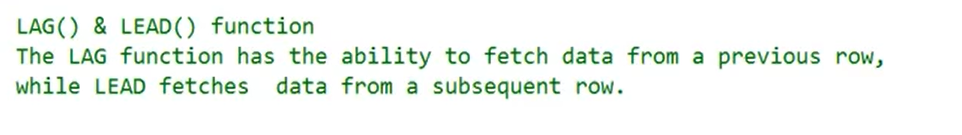 LAG() & LEAD() function
The LAG function has the ability to fetch data from a previous row,
while LEAD fetches  data from a subsequent row.